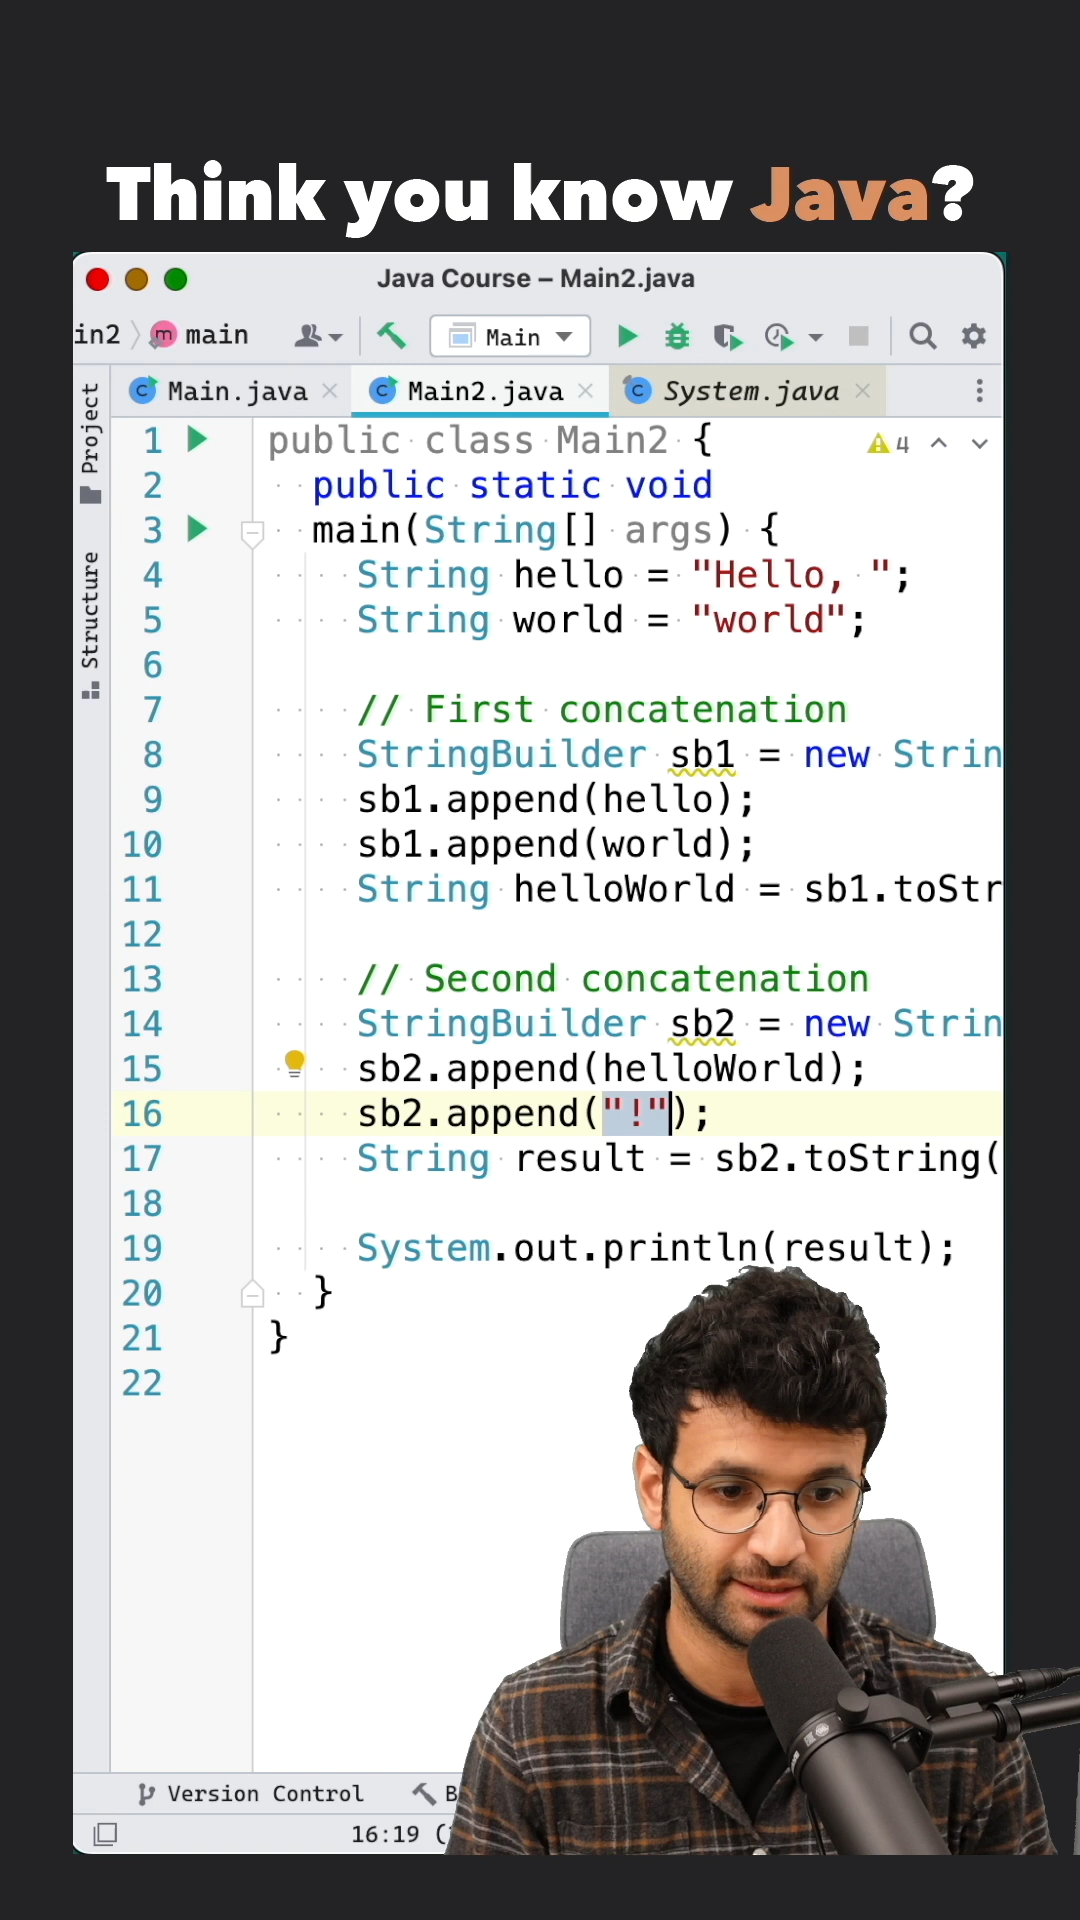 Think you know Java?
Java Course – Main2.java
in2 main
Main
Main.java
Main2.java
System.java
Project
Structure
4
1 public class Main2 {
2 public static void
3 main(String[] args) {
4 String hello = "Hello, ";
5 String world = "world";
6
7 // First concatenation
8 StringBuilder sb1 = new Strin
9 sb1.append(hello);
10 sb1.append(world);
11 String helloWorld = sb1.toStr
12
13 // Second concatenation
14 StringBuilder sb2 = new Strin
15 sb2.append(helloWorld);
16 sb2.append("!");
17 String result = sb2.toString(
18
19 System.out.println(result);
20 }
21 }
22
Version Control
B
16:19 (